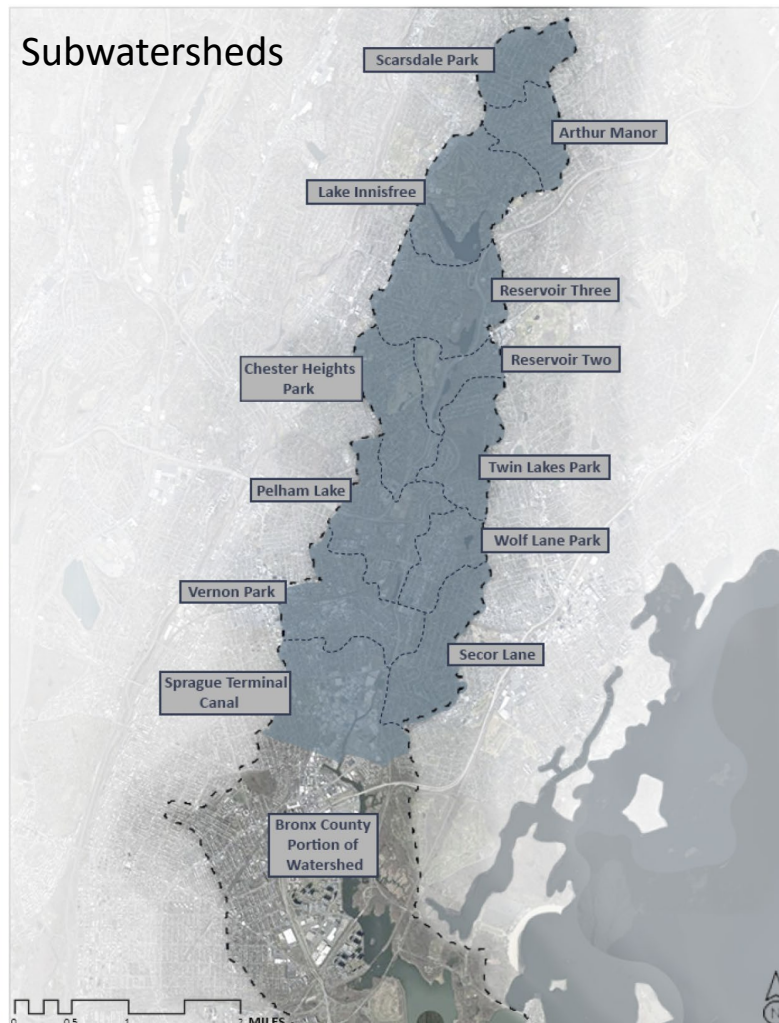 Subwatersheds
Scarsdale Park
Arthur Manor
Lake Innisfree
Reservoir Three
Reservoir Two
Chester Heights
Park
Twin Lakes Park
Pelham Lake
Wolf Lane Park
Vernon Park
Secor Lane
Sprague Terminal
Canal
Bronx County
Portion of
Watershed
0 0.5 1 2
MILES